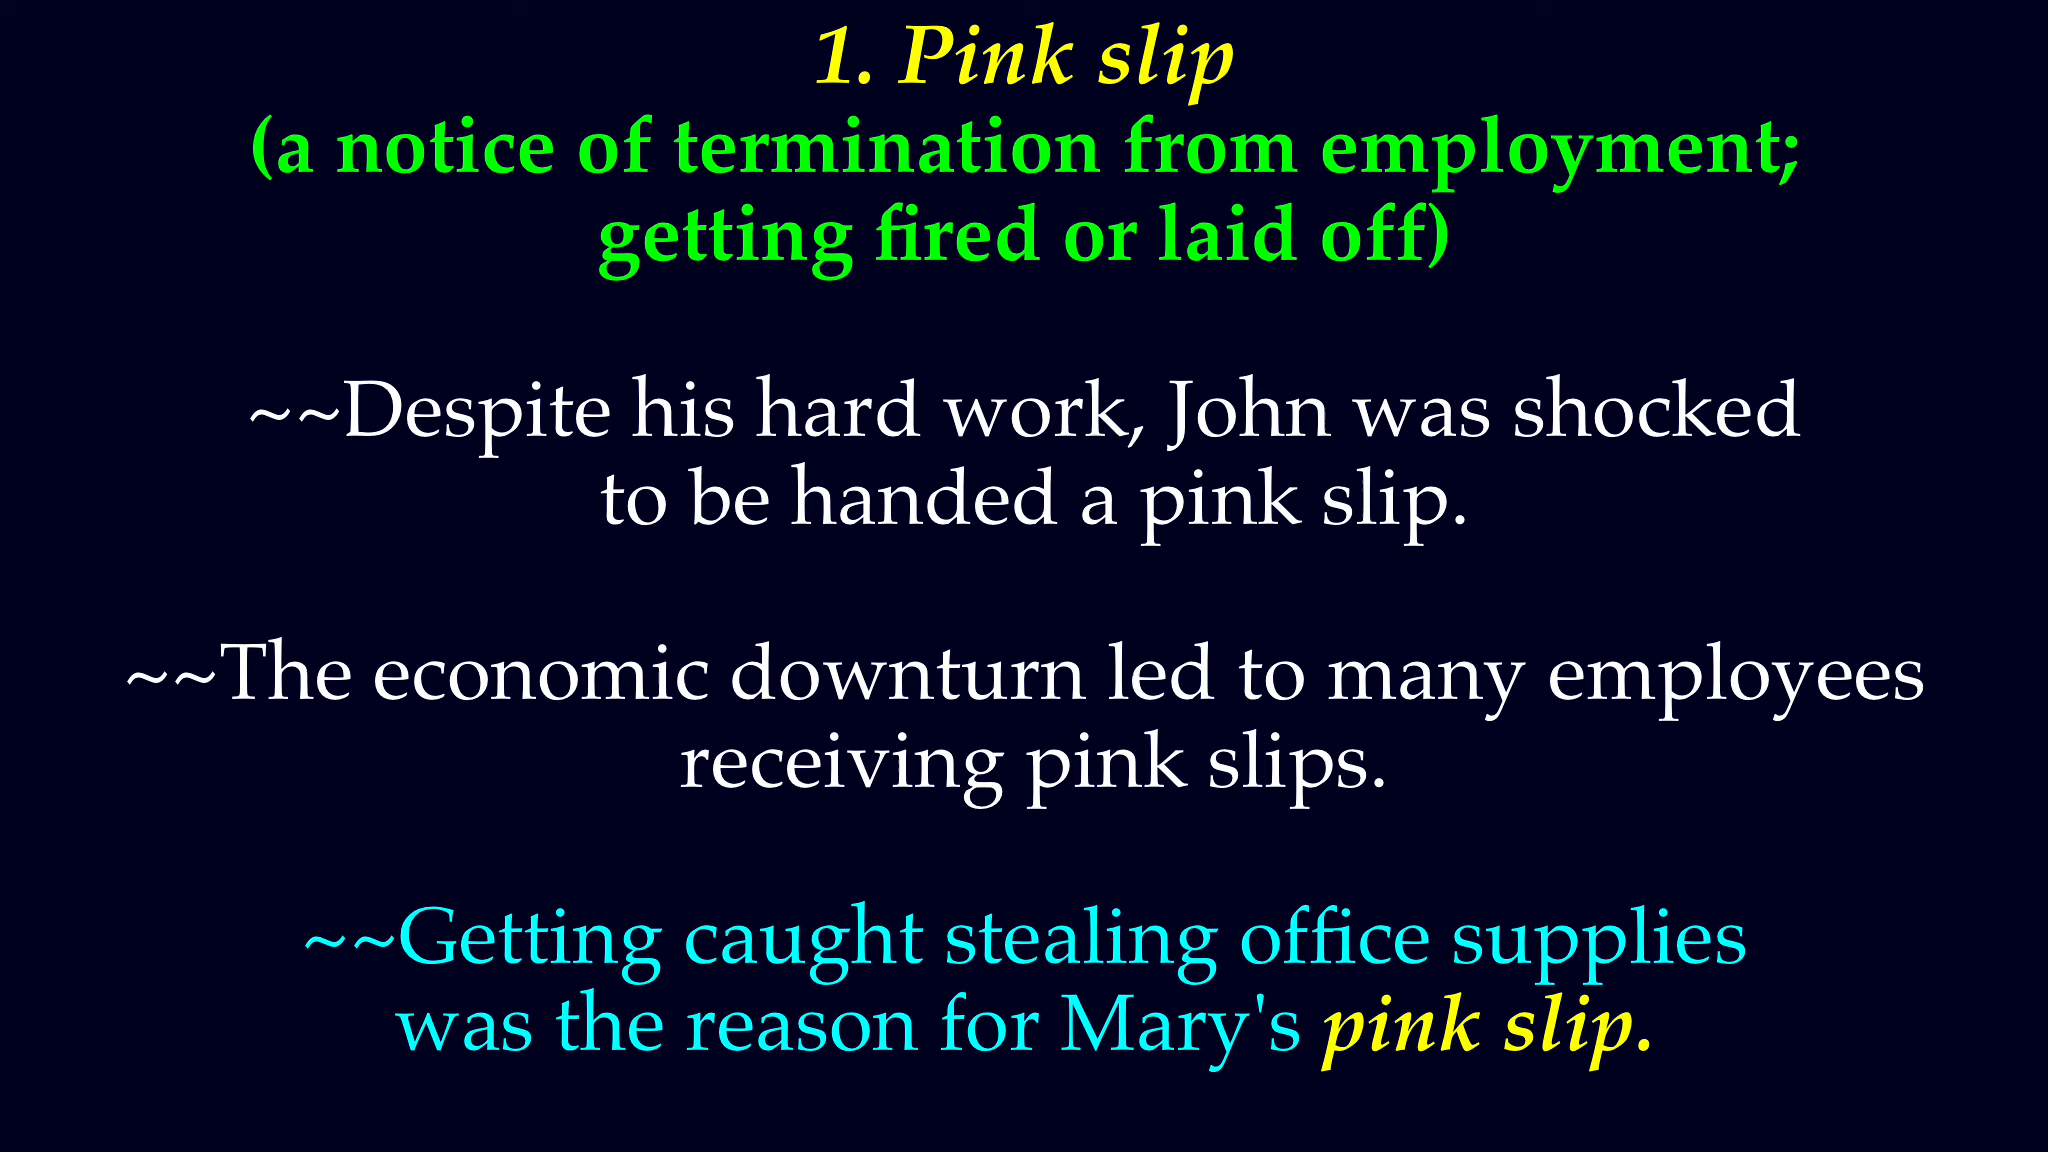 1. Pink slip
(a notice of termination from employment;
getting fired or laid off)
~~Despite his hard work, John was shocked
to be handed a pink slip.
~~The economic downturn led to many employees
receiving pink slips.
~~Getting caught stealing office supplies
was the reason for Mary's pink slip.